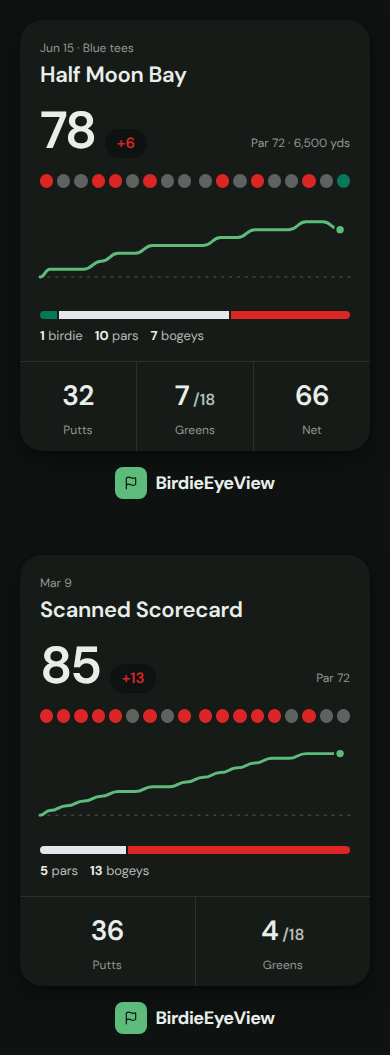 Jun 15 · Blue tees
Half Moon Bay
78 +6 Par 72 · 6,500 yds
1 birdie 10 pars 7 bogeys
32 7 /18 66
Putts Greens Net
BirdieEyeView
Mar 9
Scanned Scorecard
85 +13 Par 72
5 pars 13 bogeys
36 4 /18
Putts Greens
BirdieEyeView